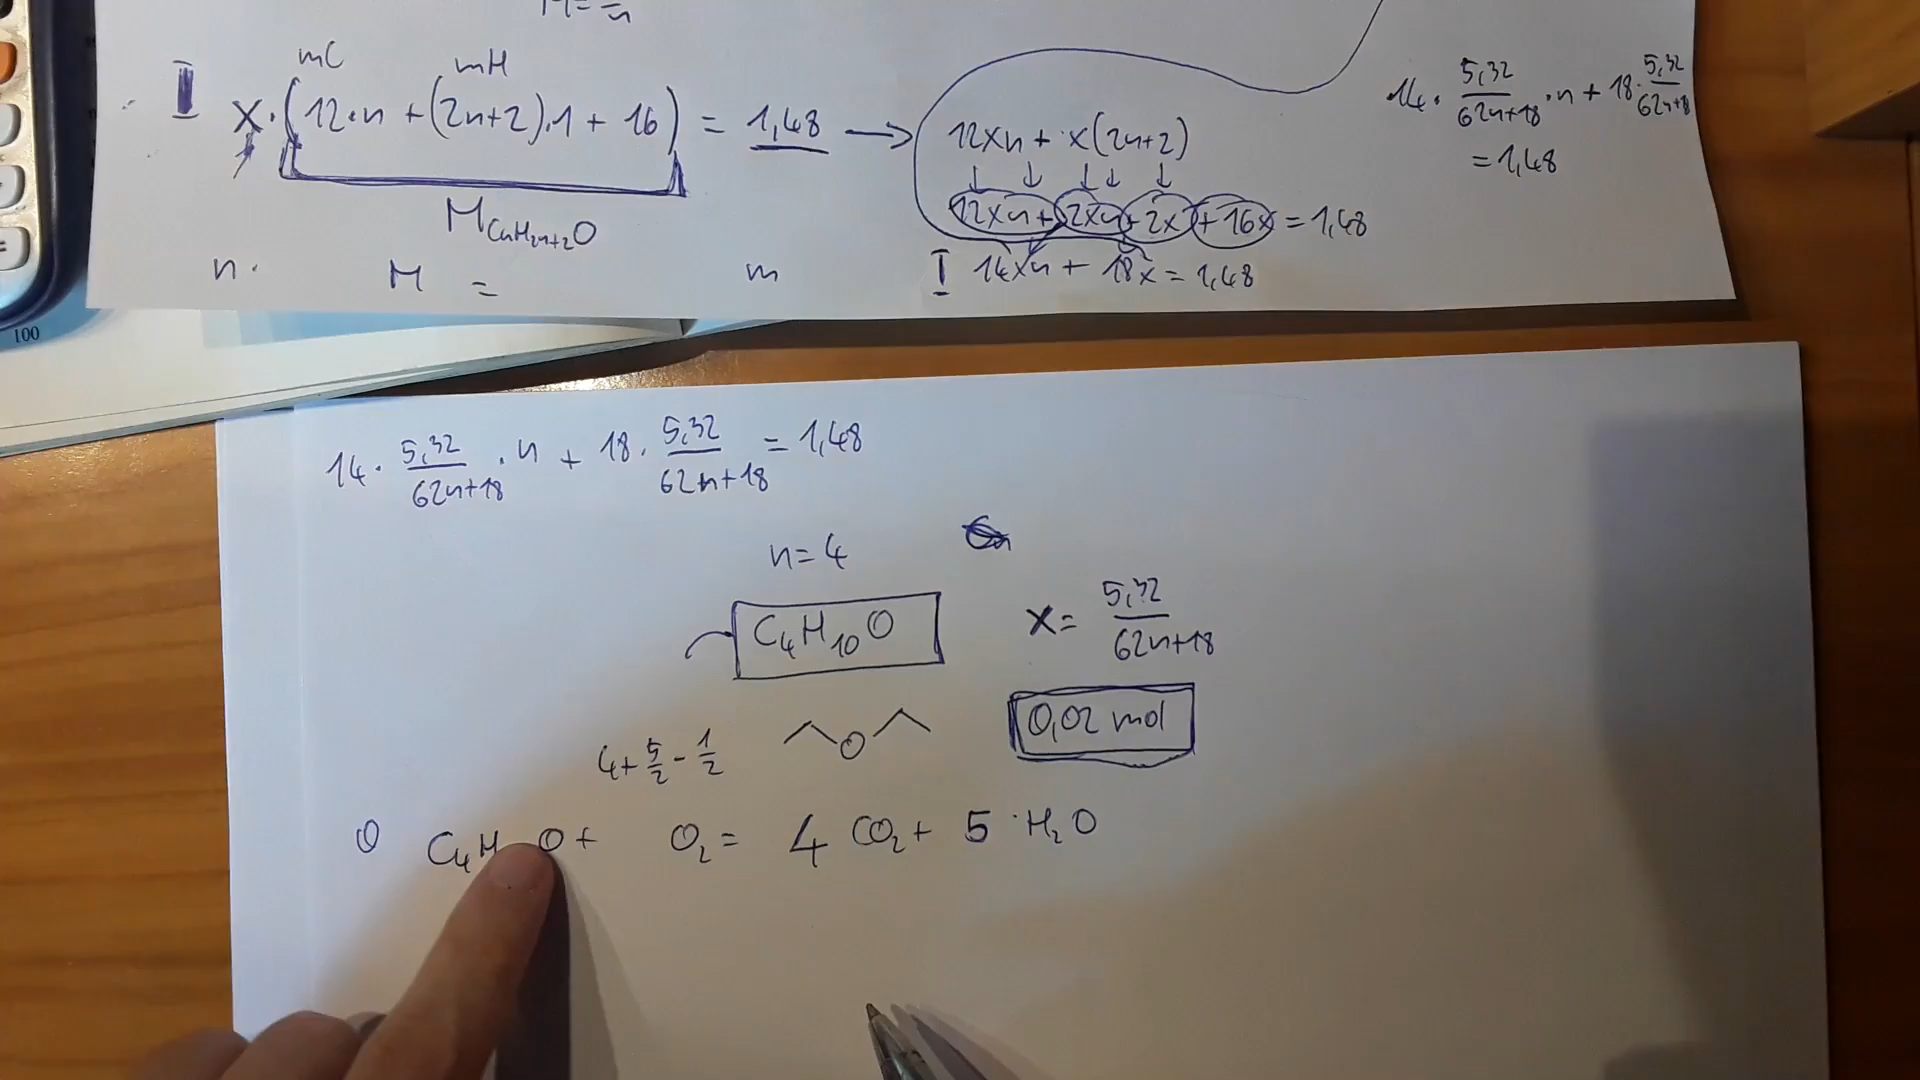 M = — n
mC mH
I x·(12·n + (2n+2)·1 + 16) = 1,48 →
M CnH2n+2O
n· M = m
12xn + x(2n+2)
↓ ↓ ↓ ↓ ↓
12xn + 2xn + 2x + 16x = 1,48
I 14xn + 18x = 1,48
14· 5,32/62n+18 ·n + 18· 5,32/62n+18
= 1,48
100
14· 5,32/62n+18 ·n + 18· 5,32/62n+18 = 1,48
n = 4
C4H10O
x = 5,32/62n+18
0,02 mol
4 + 5/2 - 1/2
O
C4H O + O2 = 4 CO2 + 5 · H2O